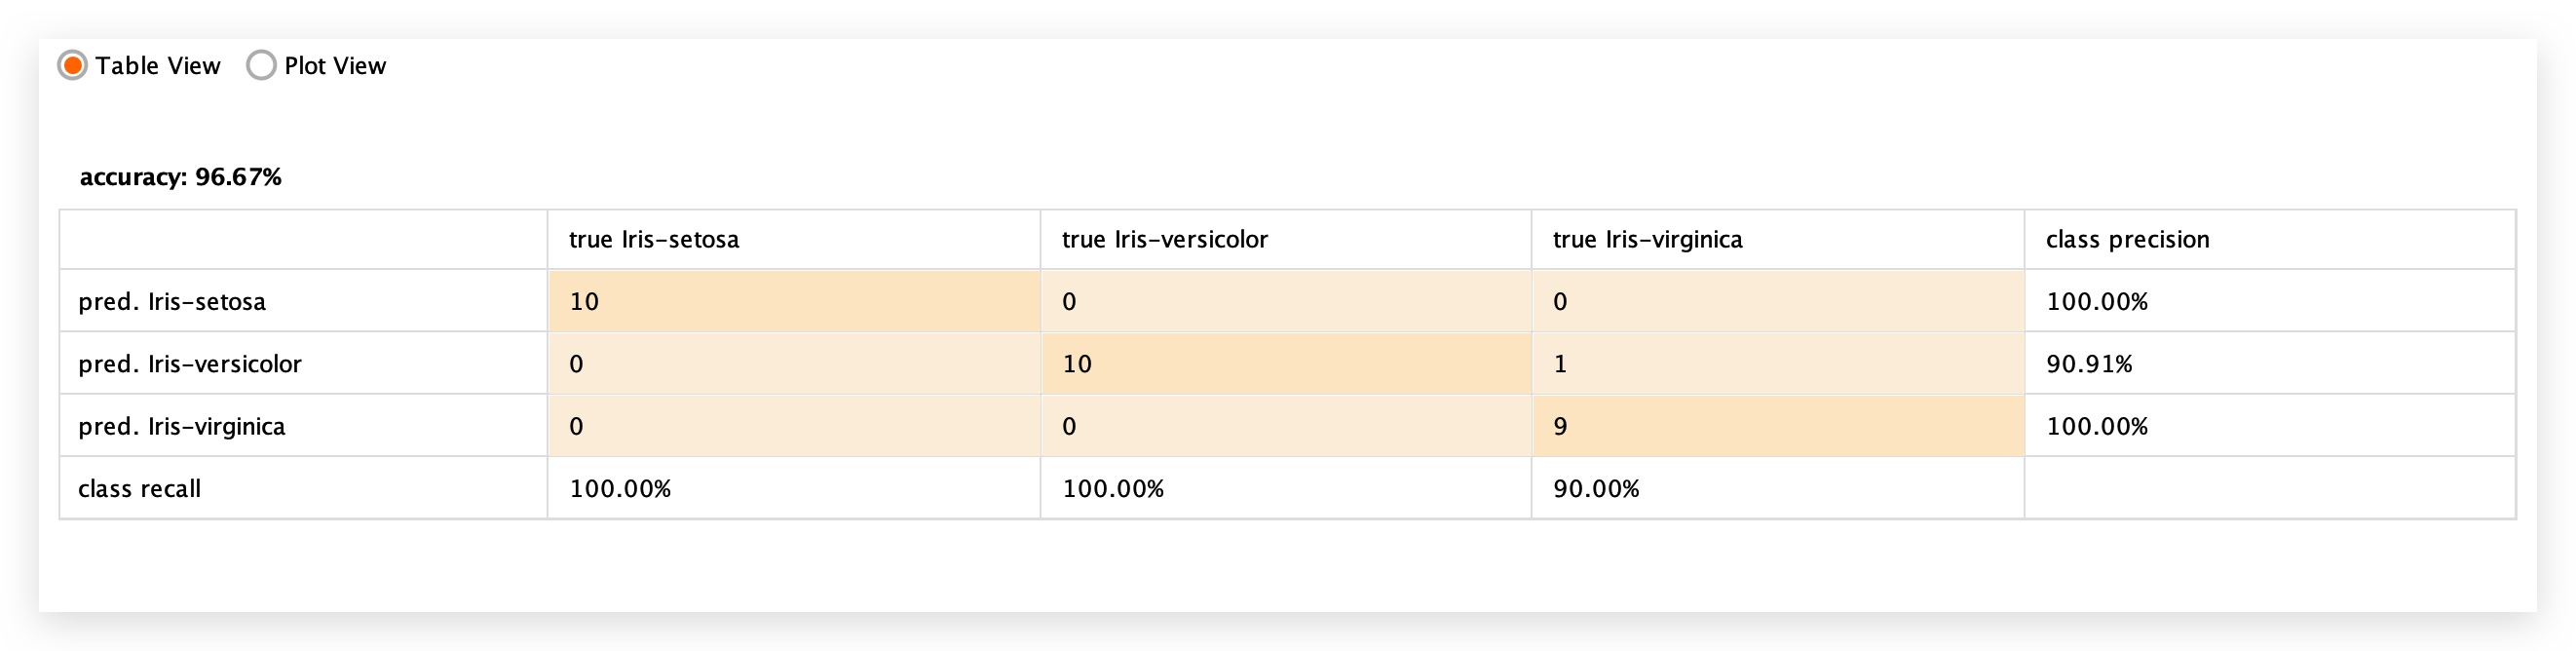 Table View Plot View
accuracy: 96.67%
true Iris-setosa true Iris-versicolor true Iris-virginica class precision
pred. Iris-setosa 10 0 0 100.00%
pred. Iris-versicolor 0 10 1 90.91%
pred. Iris-virginica 0 0 9 100.00%
class recall 100.00% 100.00% 90.00%